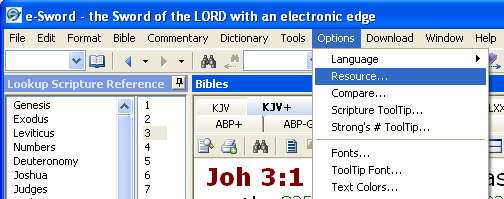 e-Sword - the Sword of the LORD with an electronic edge
File Edit Format Bible Commentary Dictionary Tools Options Download Window Help
Language
Resource...
Compare...
Scripture ToolTip...
Strong's # ToolTip...
Fonts...
ToolTip Font...
Text Colors...
Lookup Scripture Reference
Genesis 1
Exodus 2
Leviticus 3
Numbers 4
Deuteronomy 5
Joshua 6
Judges 7
Bibles
KJV KJV+
ABP+ ABP-G
Joh 3:1